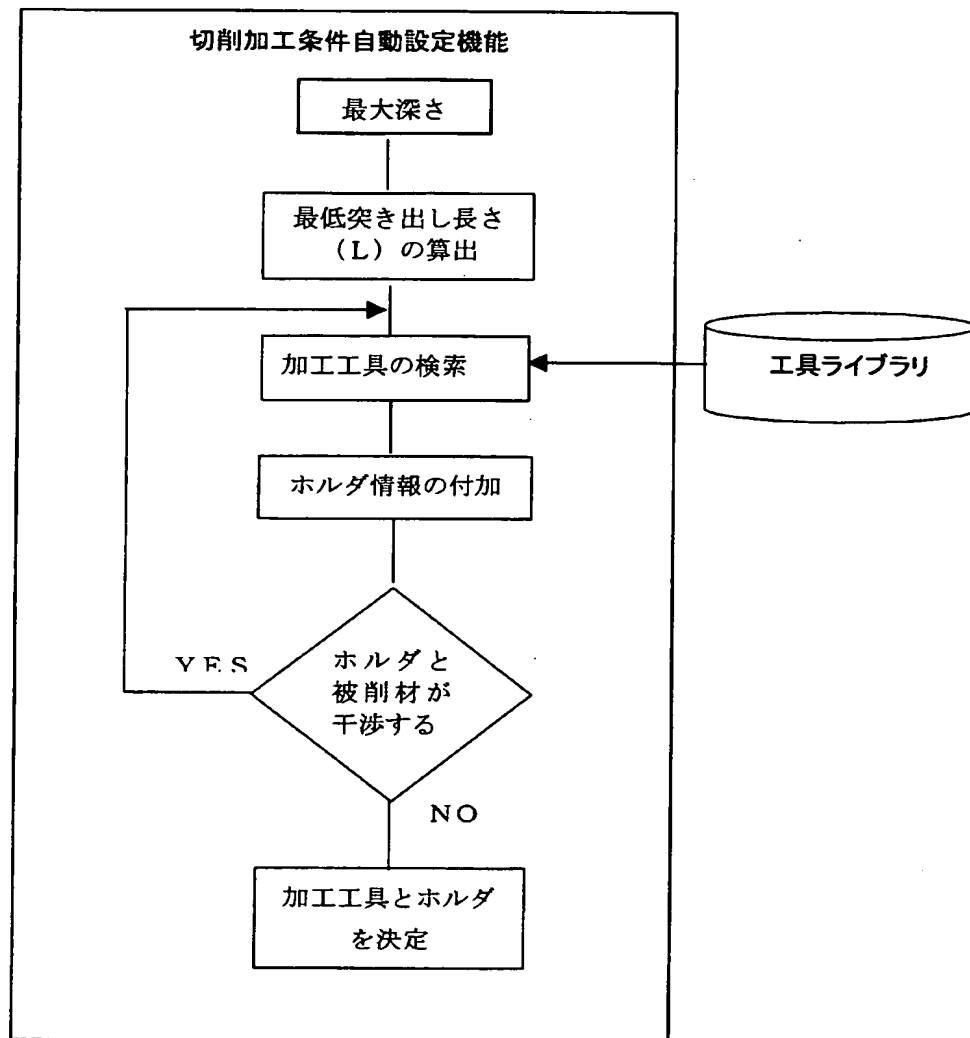 切削加工条件自動設定機能
最大深さ
最低突き出し長さ
（L）の算出
加工工具の検索
工具ライブラリ
ホルダ情報の付加
YES
ホルダと
被削材が
干渉する
NO
加工工具とホルダ
を決定